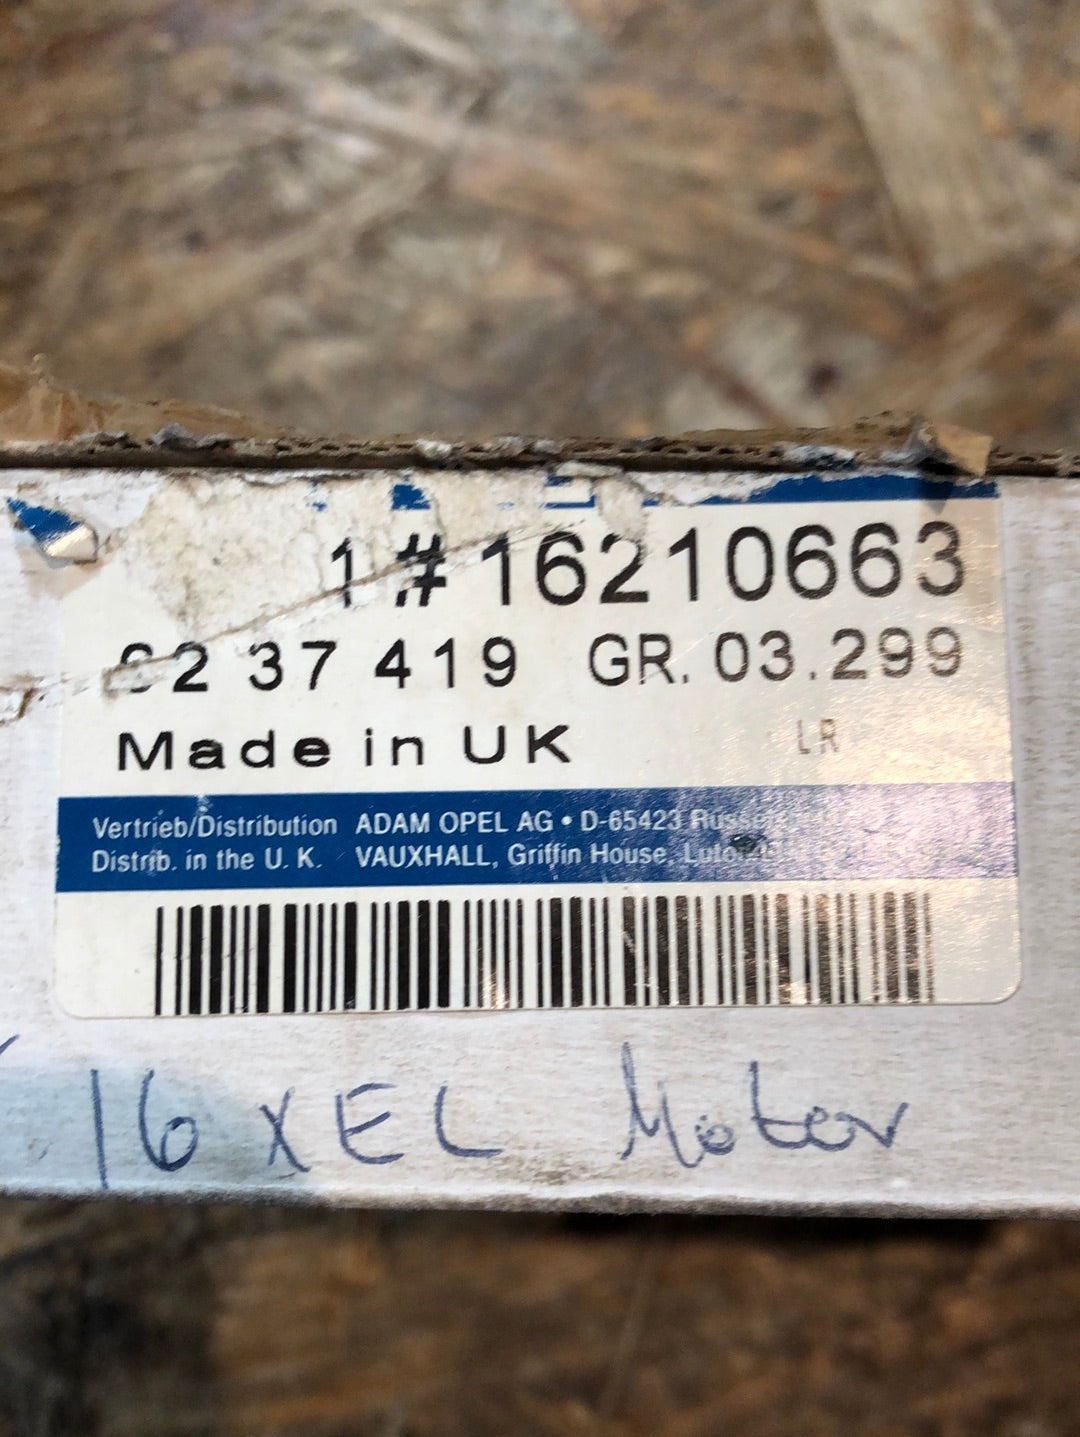 1 # 16210663
37 419 GR. 03.299
Made in UK LR
Vertrieb/Distribution ADAM OPEL AG • D-65423
Distrib. in the U. K. VAUXHALL, Griffin House,
16 XEL Motor